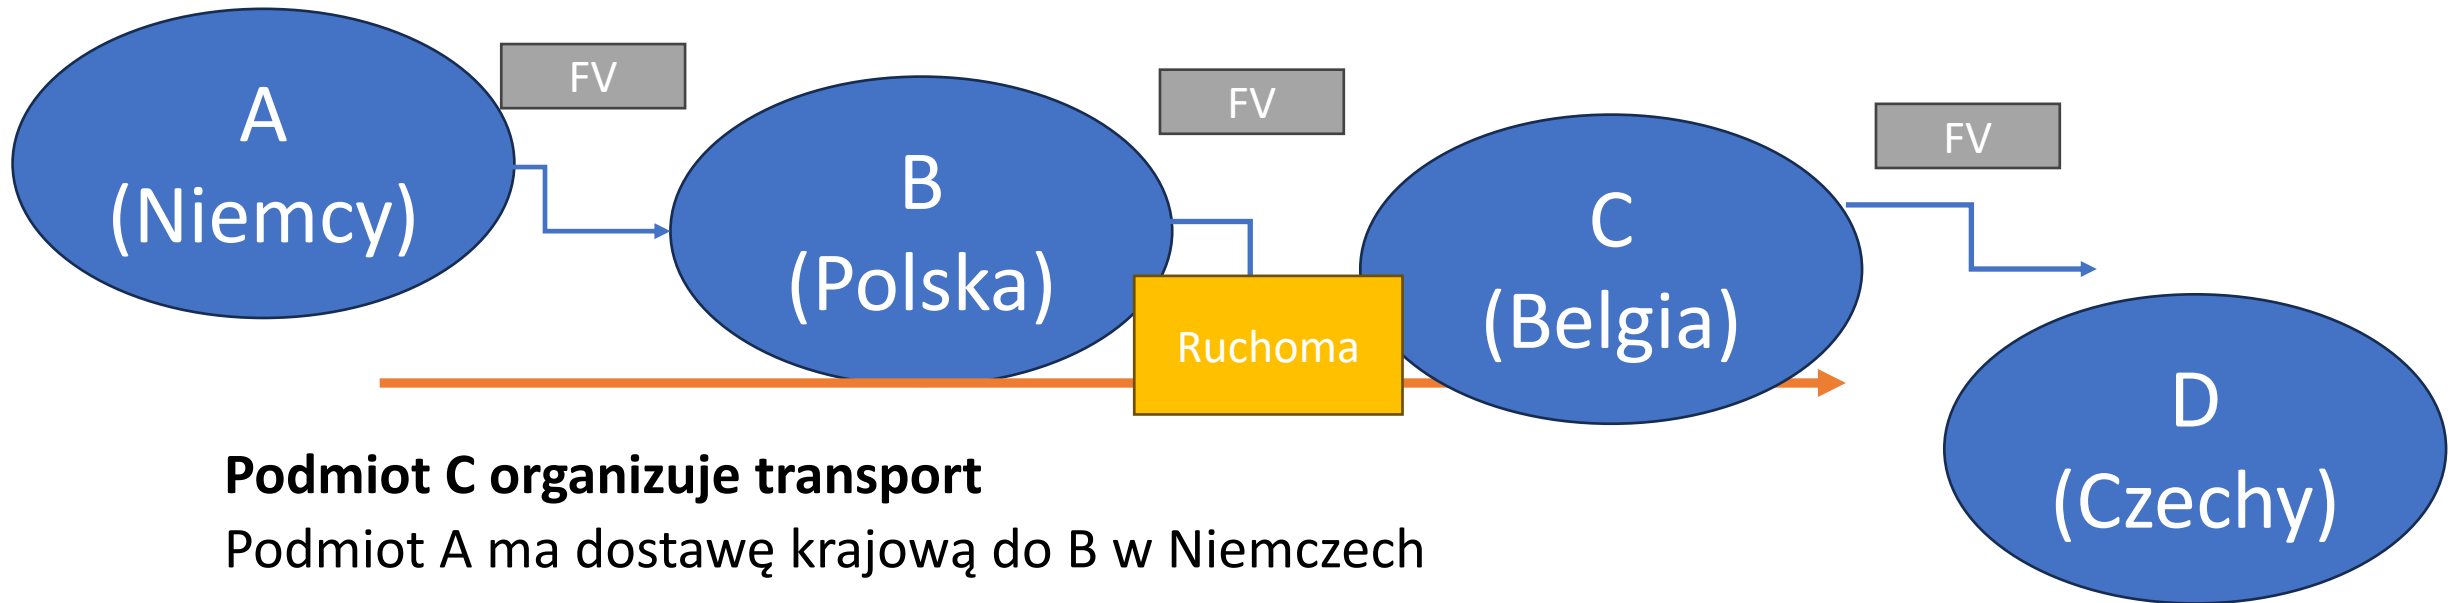 A
(Niemcy)
FV
B
(Polska)
FV
C
(Belgia)
FV
D
(Czechy)
Ruchoma
Podmiot C organizuje transport
Podmiot A ma dostawę krajową do B w Niemczech